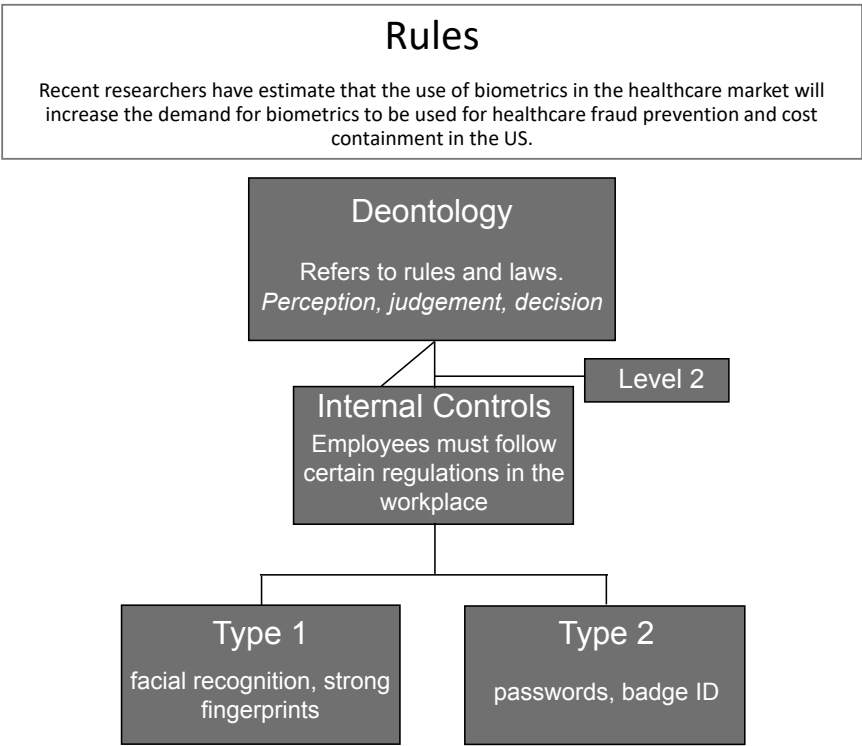 Rules
Recent researchers have estimate that the use of biometrics in the healthcare market will
increase the demand for biometrics to be used for healthcare fraud prevention and cost
containment in the US.
Deontology
Refers to rules and laws.
Perception, judgement, decision
Level 2
Internal Controls
Employees must follow
certain regulations in the
workplace
Type 1
facial recognition, strong
fingerprints
Type 2
passwords, badge ID